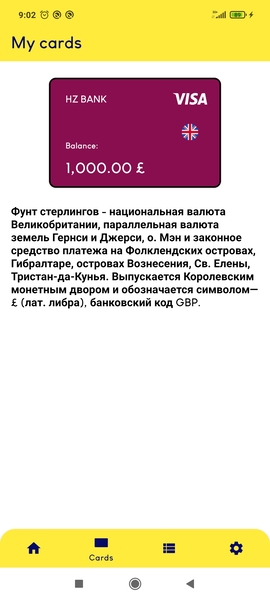 9:02
My cards
HZ BANK
VISA
Balance:
1,000.00 £
Фунт стерлингов - национальная валюта
Великобритании, параллельная валюта
земель Гернси и Джерси, о. Мэн и законное
средство платежа на Фолклендских островах,
Гибралтаре, островах Вознесения, Св. Елены,
Тристан-да-Кунья. Выпускается Королевским
монетным двором и обозначается символом—
£ (лат. либра), банковский код GBP.
Cards